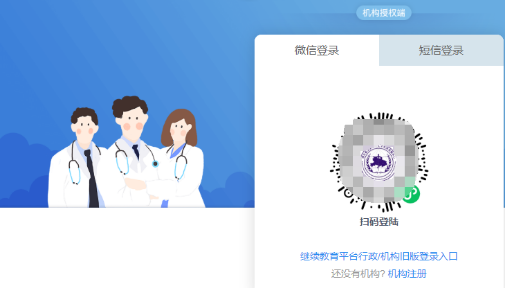 机构授权端
微信登录
短信登录
扫码登陆
继续教育平台行政/机构旧版登录入口
还没有机构? 机构注册